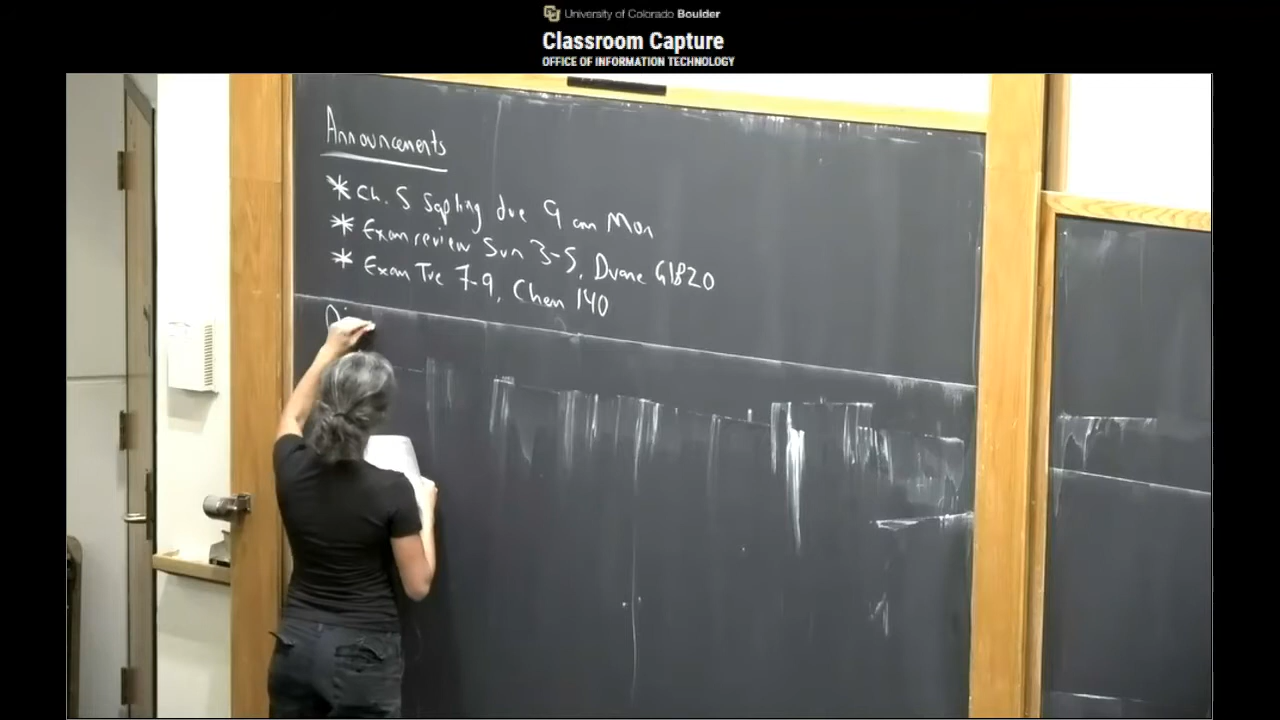 University of Colorado Boulder
Classroom Capture
OFFICE OF INFORMATION TECHNOLOGY
Announcements
* Ch. 5 Sapling due 9 am Mon
* Exam review Sun 3-5, Duane G1B20
* Exam Tue 7-9, Chem 140